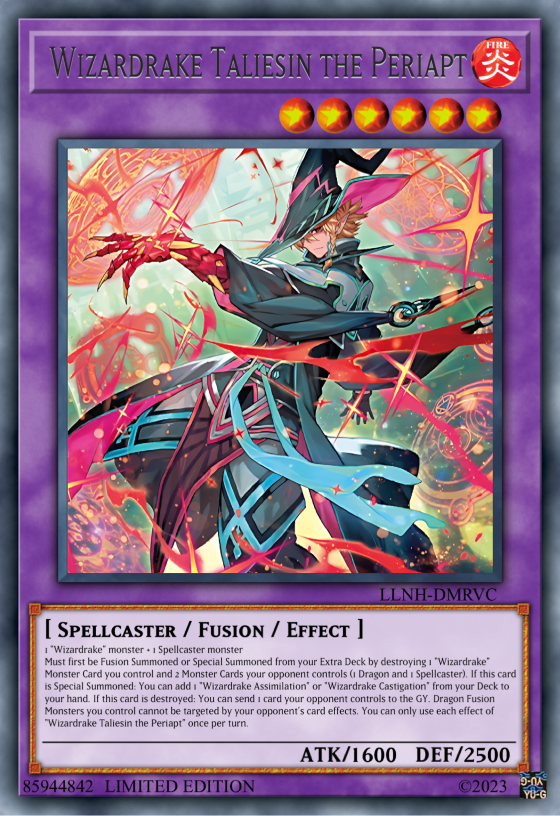 Wizardrake Taliesin the Periapt
FIRE
炎
LLNH-DMRVC
[ Spellcaster / Fusion / Effect ]
1 "Wizardrake" monster + 1 Spellcaster monster
Must first be Fusion Summoned or Special Summoned from your Extra Deck by destroying 1 "Wizardrake"
Monster Card you control and 2 Monster Cards your opponent controls (1 Dragon and 1 Spellcaster). If this card
is Special Summoned: You can add 1 "Wizardrake Assimilation" or "Wizardrake Castigation" from your Deck to
your hand. If this card is destroyed: You can send 1 card your opponent controls to the GY. Dragon Fusion
Monsters you control cannot be targeted by your opponent's card effects. You can only use each effect of
"Wizardrake Taliesin the Periapt" once per turn.
ATK/1600 DEF/2500
85944842 LIMITED EDITION ©2023
YU-G
YU-G